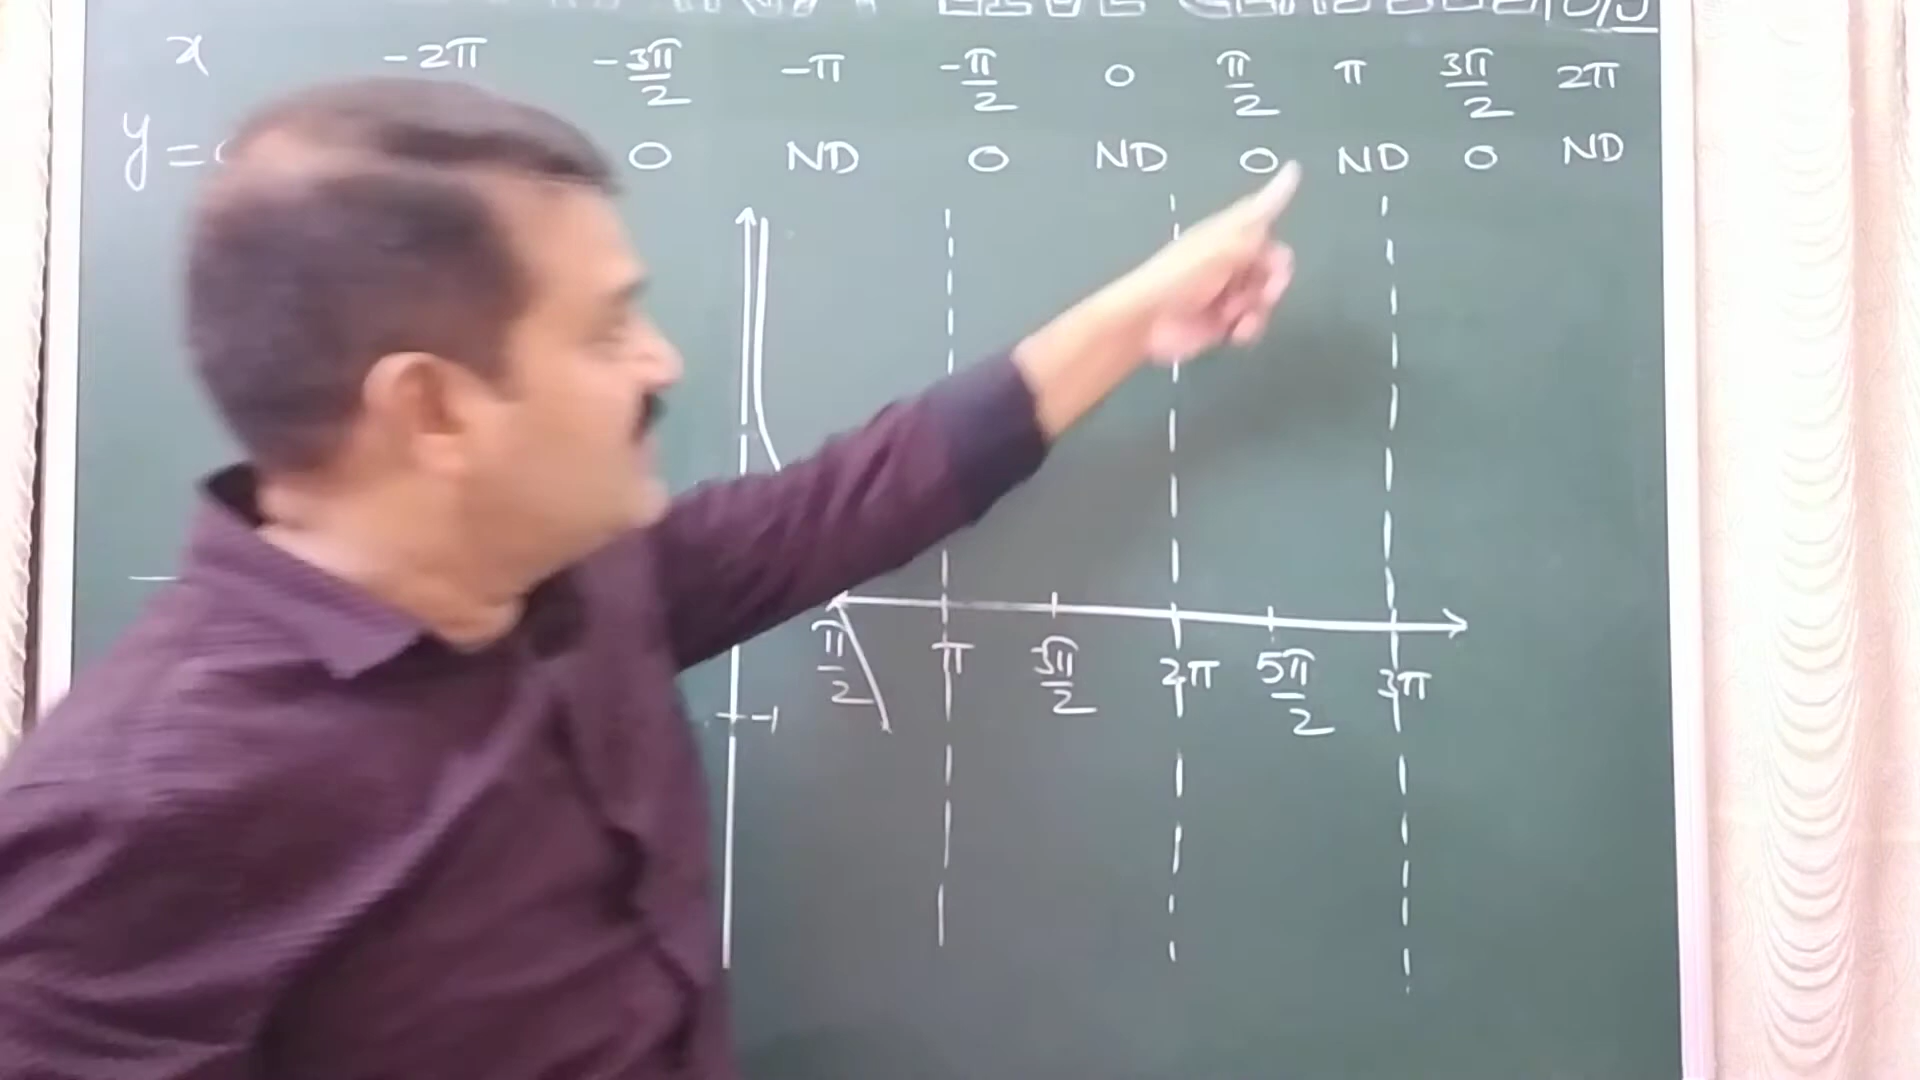 x -2π -3π/2 -π -π/2 0 π/2 π 3π/2 2π
y = 0 ND 0 ND 0 ND 0 ND
π/2 π 3π/2 2π 5π/2 3π
-1